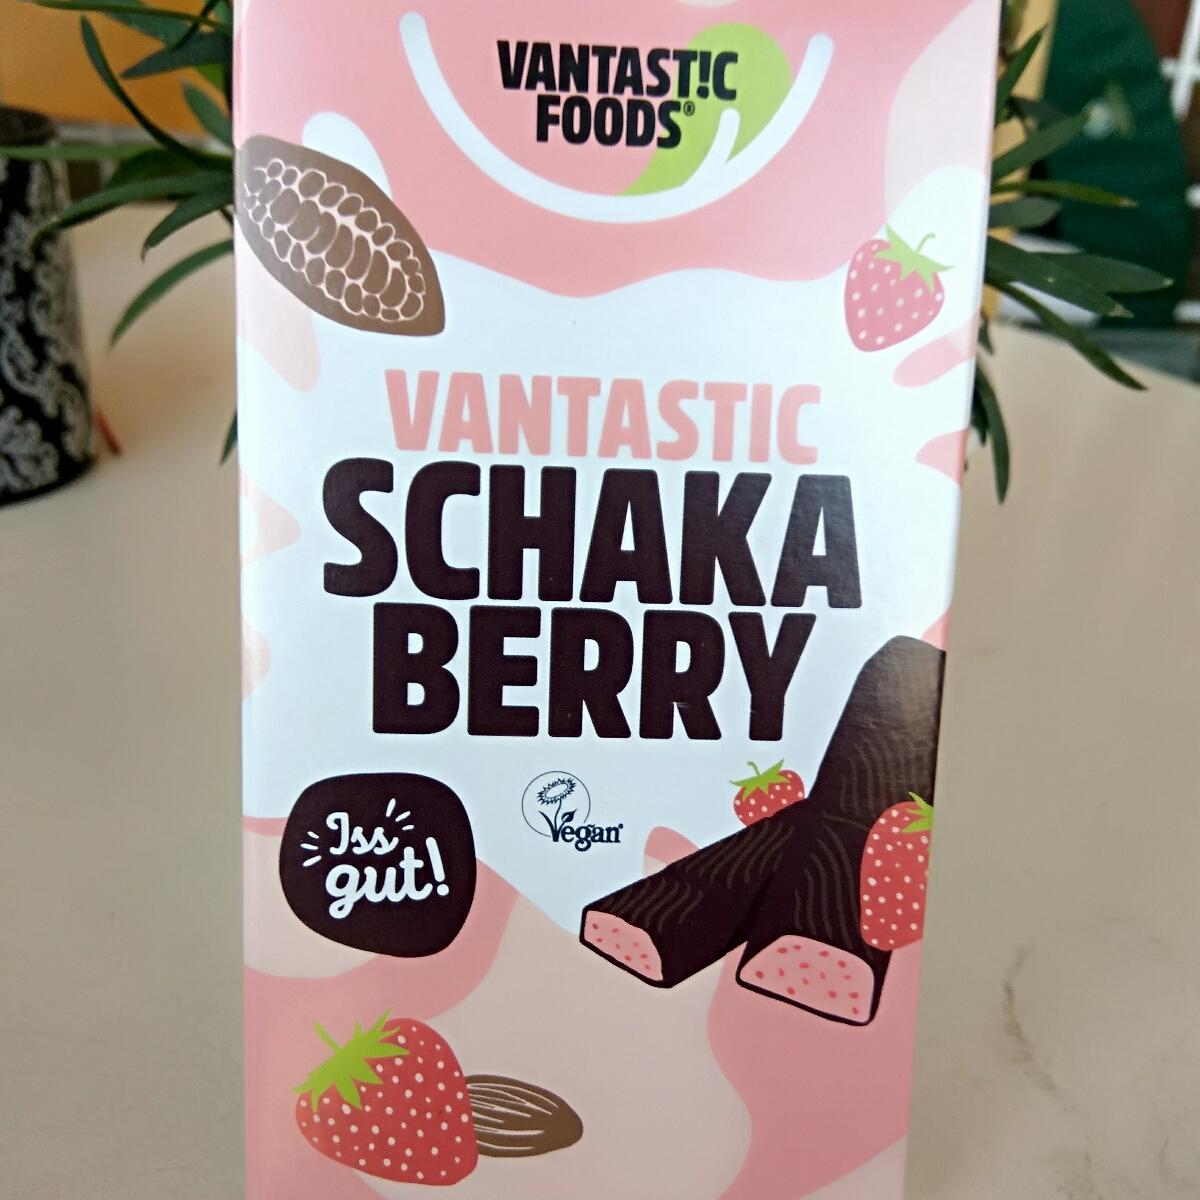 VANTAST!C
FOODS®
VANTASTIC
SCHAKA
BERRY
Iss
gut!
Vegan